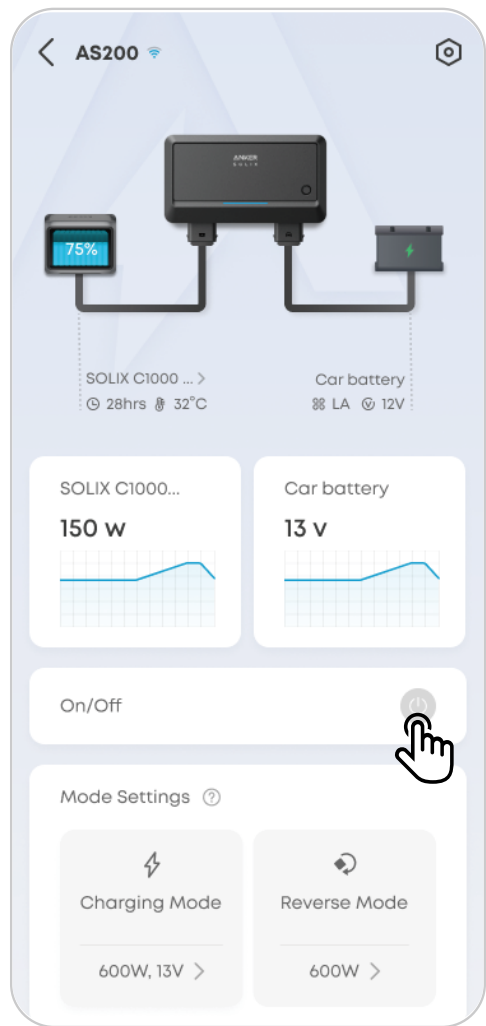 AS200
ANKER
SOLIX
75%
SOLIX C1000 ... >
Car battery
28hrs 32°C
LA 12V
SOLIX C1000...
Car battery
150 W
13 V
On/Off
Mode Settings ?
Charging Mode
Reverse Mode
600W, 13V >
600W >